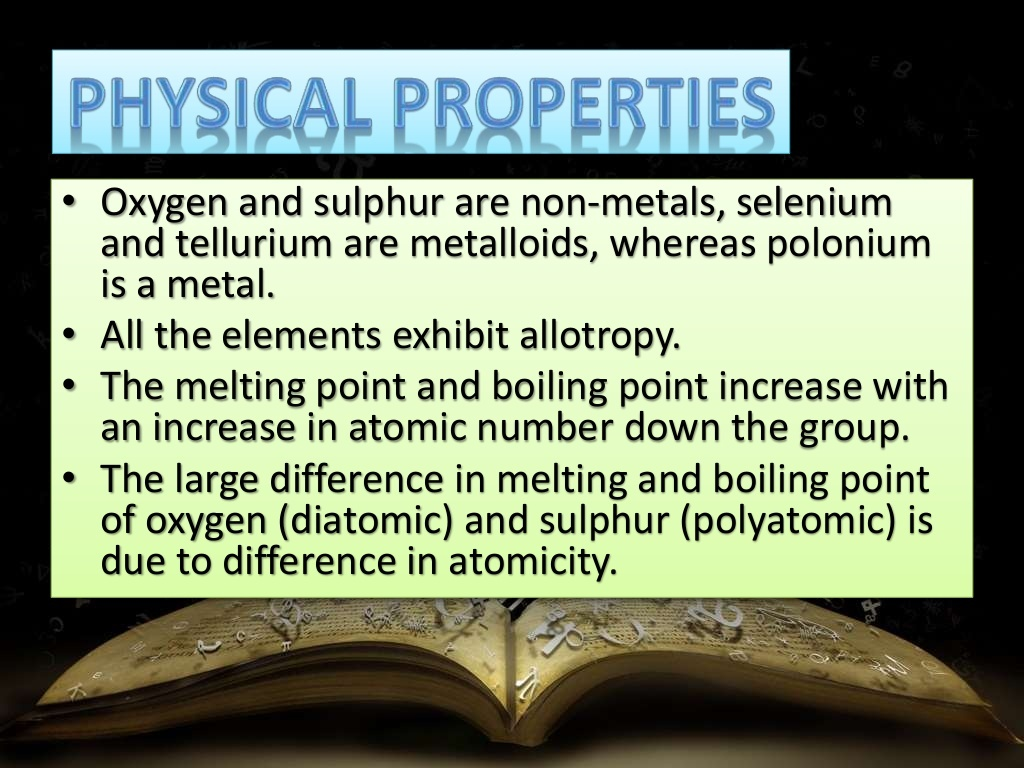 PHYSICAL PROPERTIES
• Oxygen and sulphur are non-metals, selenium
and tellurium are metalloids, whereas polonium
is a metal.
• All the elements exhibit allotropy.
• The melting point and boiling point increase with
an increase in atomic number down the group.
• The large difference in melting and boiling point
of oxygen (diatomic) and sulphur (polyatomic) is
due to difference in atomicity.